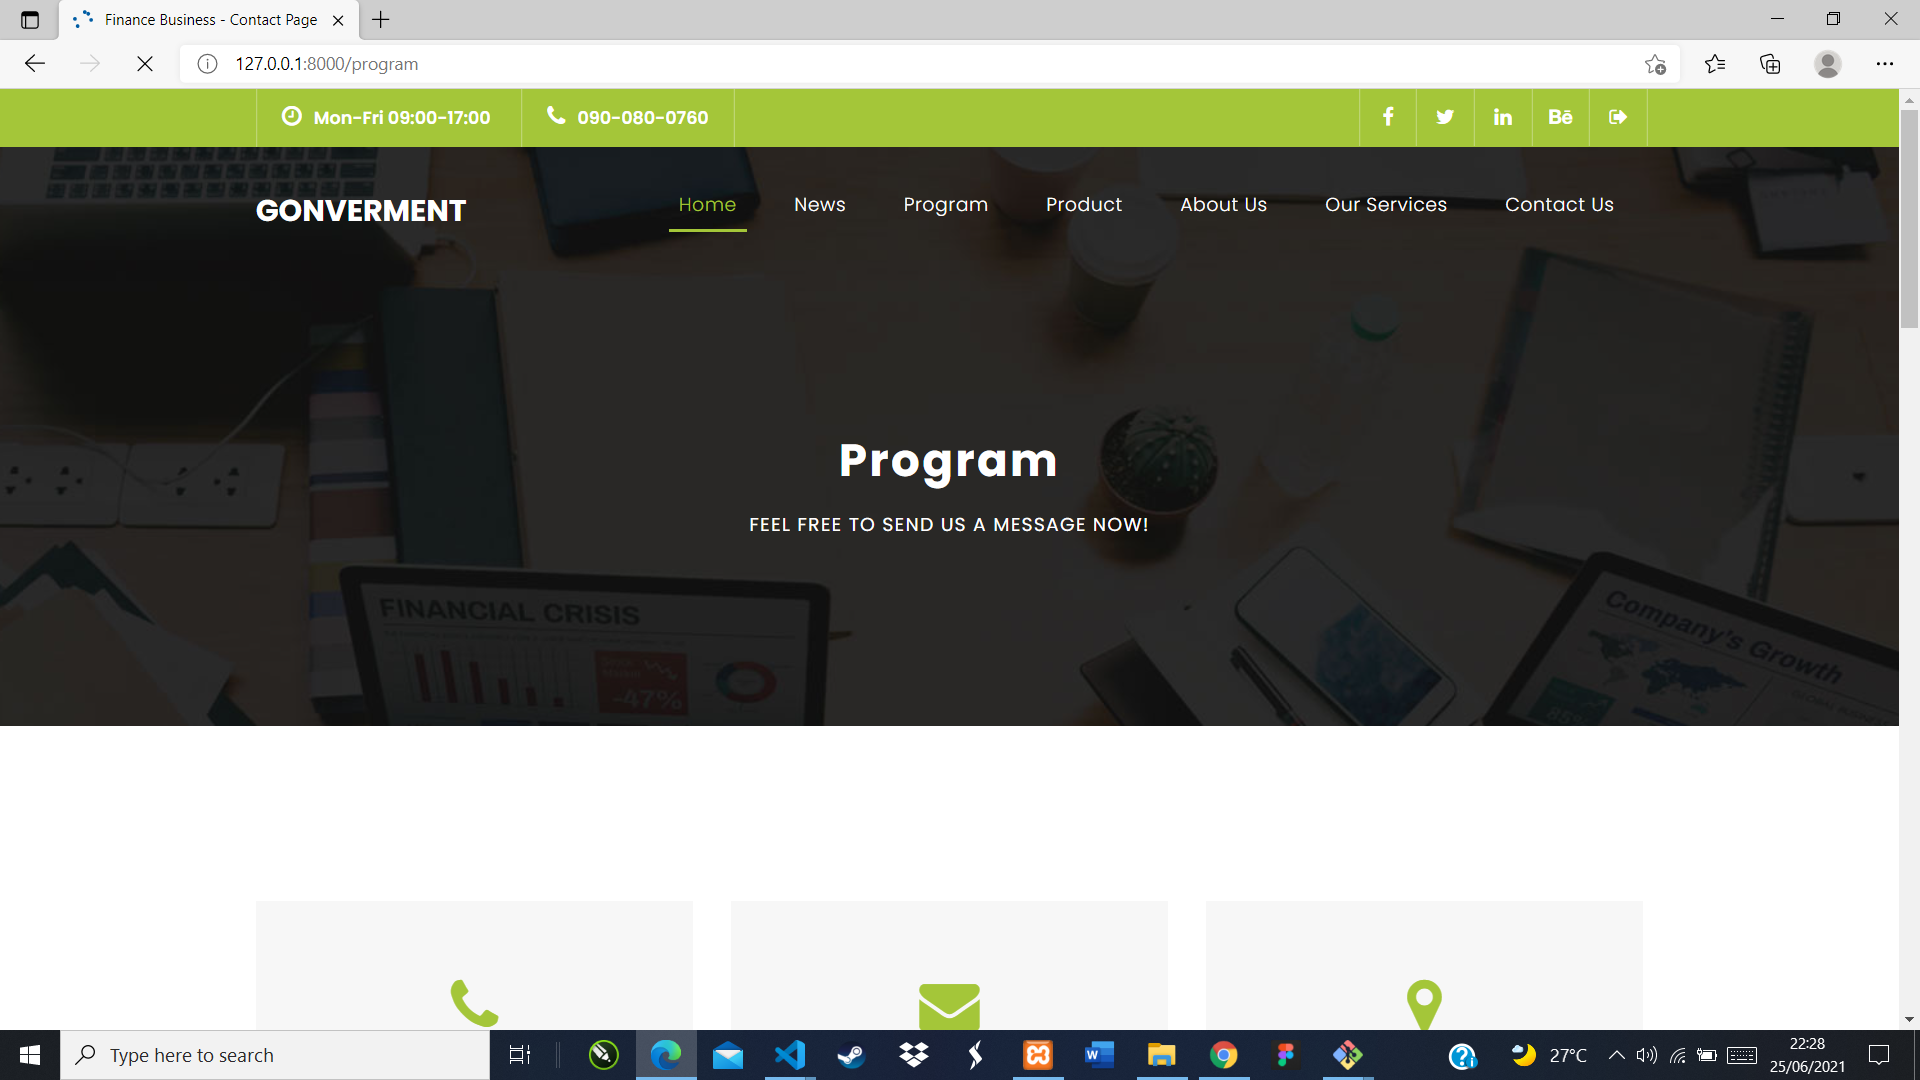 Finance Business - Contact Page
127.0.0.1:8000/program
Mon-Fri 09:00-17:00
090-080-0760
GONVERMENT
Home
News
Program
Product
About Us
Our Services
Contact Us
Program
FEEL FREE TO SEND US A MESSAGE NOW!
FINANCIAL CRISIS
-47%
Company's Growth
85%
Type here to search
27°C
22:28
25/06/2021